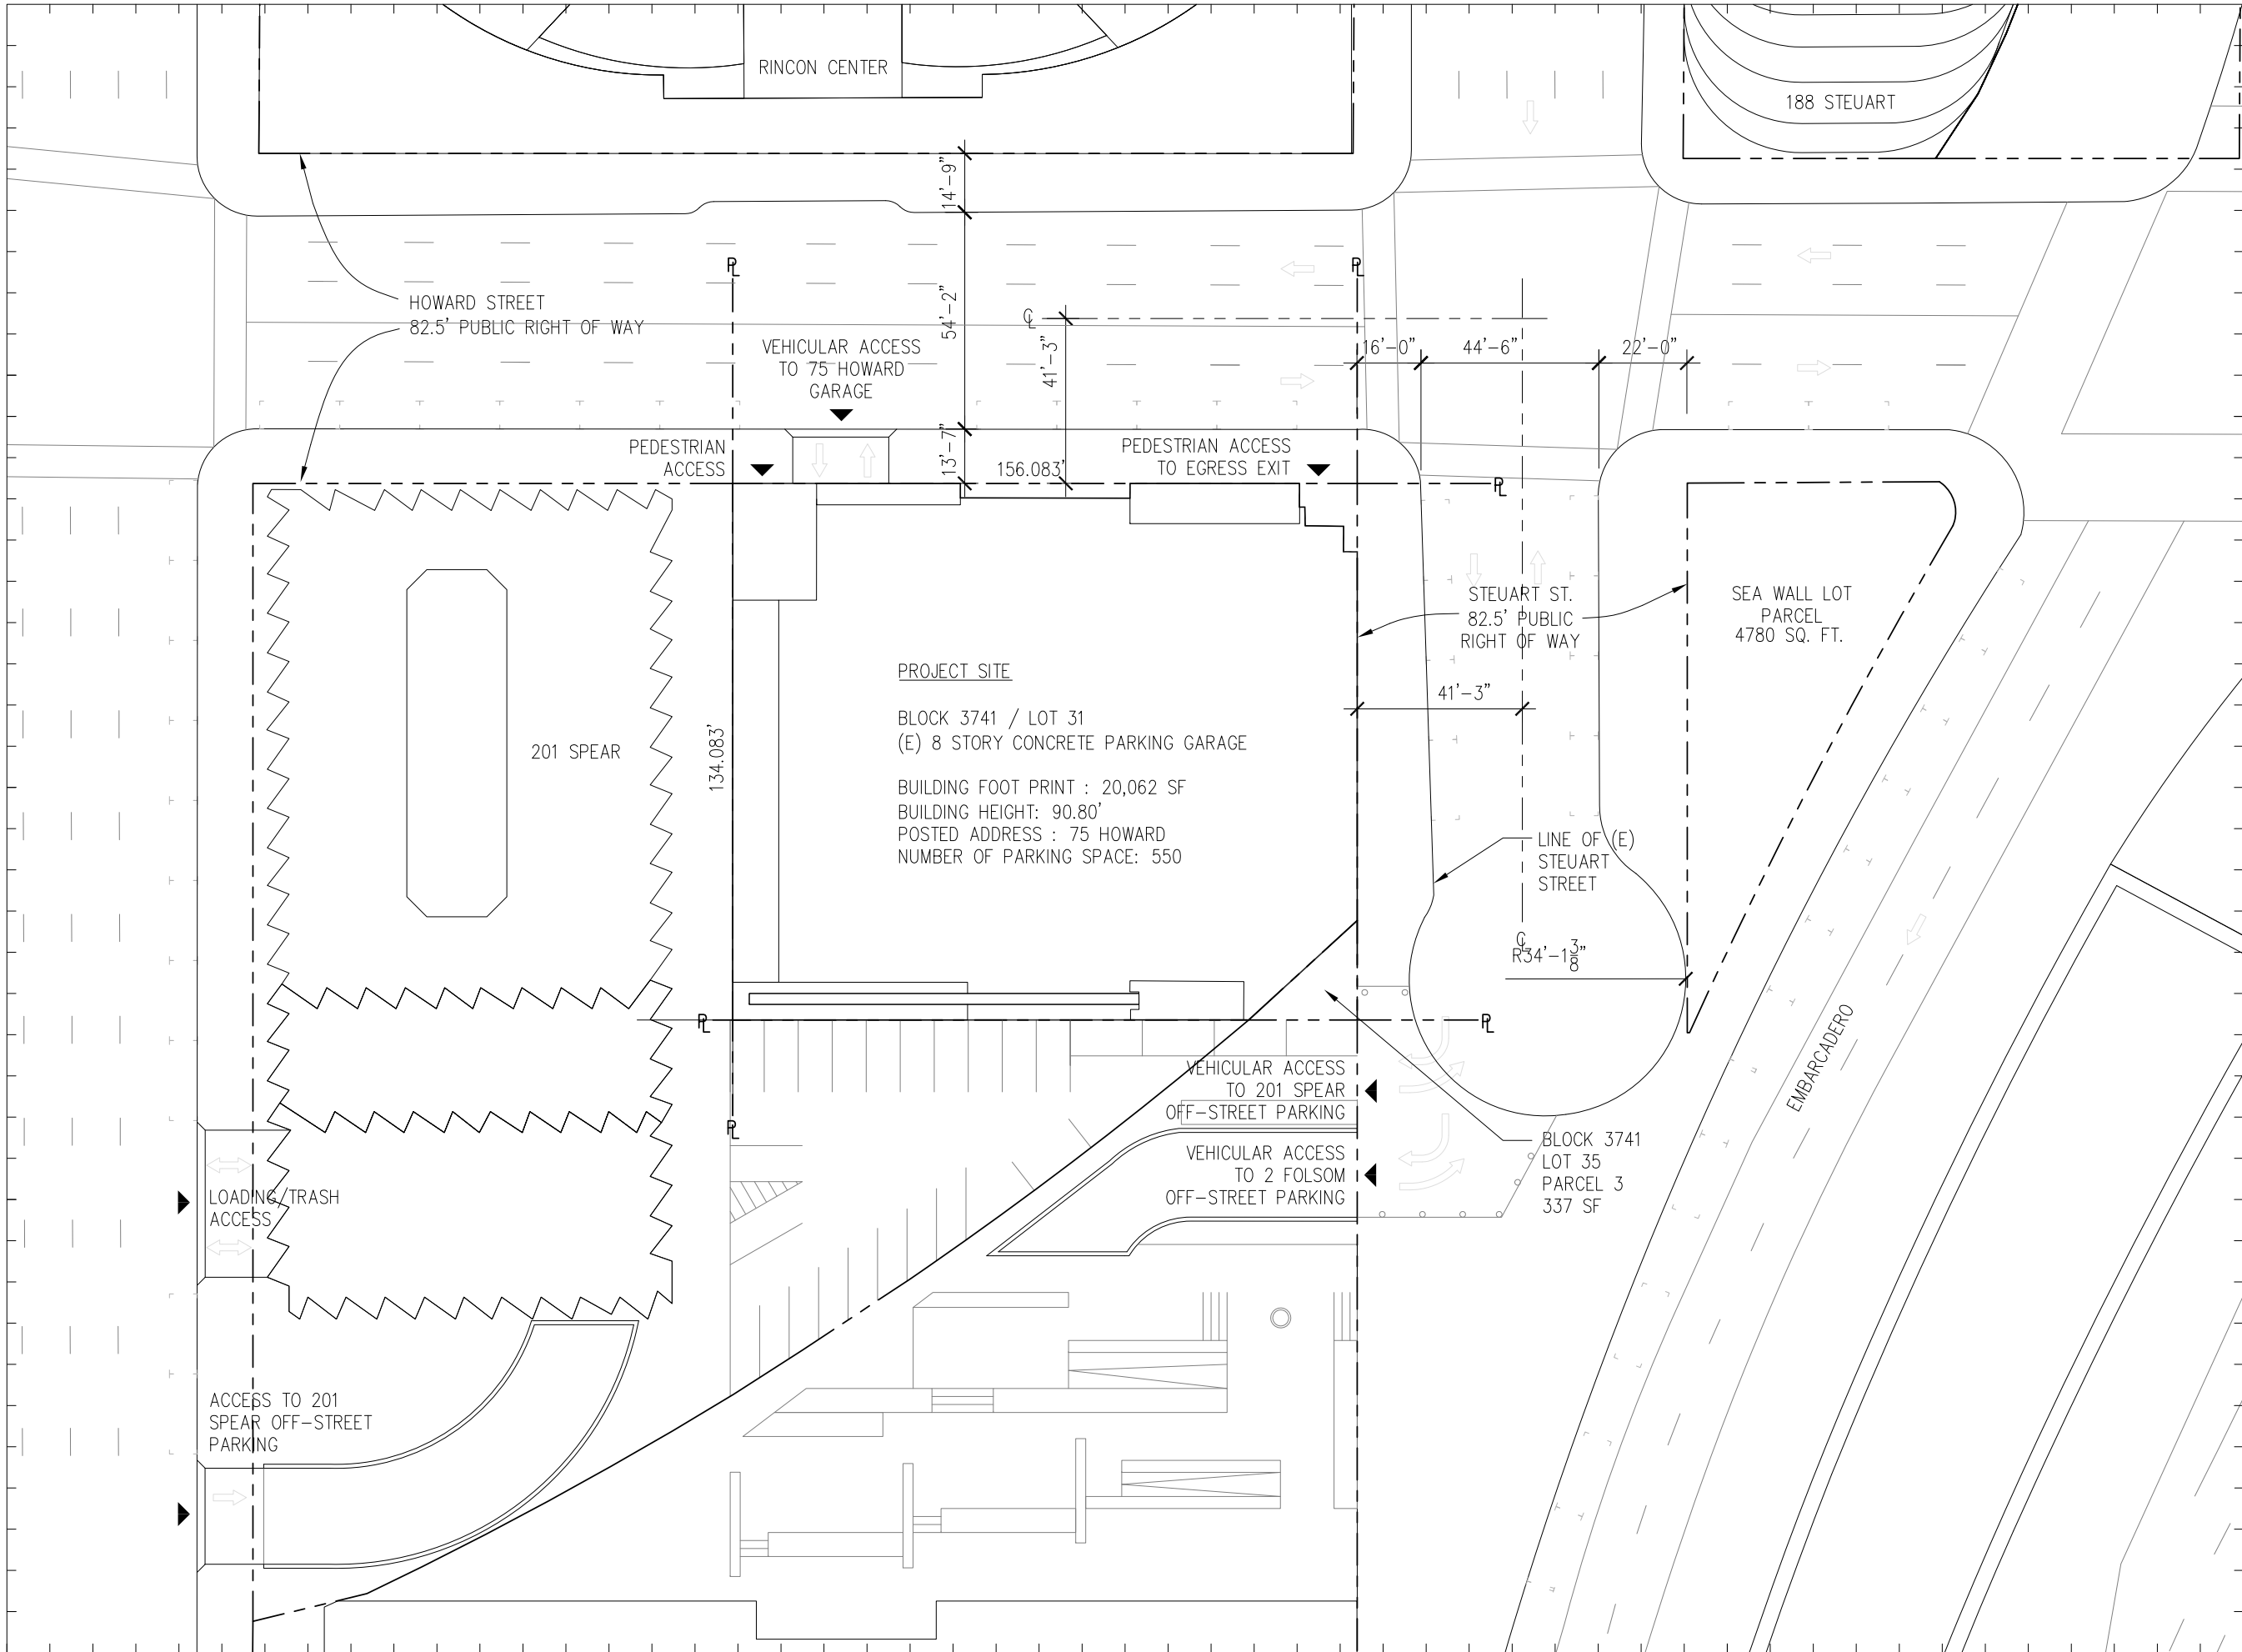 RINCON CENTER
188 STEUART
14'-9"
HOWARD STREET
82.5' PUBLIC RIGHT OF WAY
54'-2"
℄
41'-3"
VEHICULAR ACCESS
TO 75 HOWARD
GARAGE
PL
PL
16'-0"
44'-6"
22'-0"
PEDESTRIAN
ACCESS
13'-7"
156.083'
PEDESTRIAN ACCESS
TO EGRESS EXIT
PL
STEUART ST.
82.5' PUBLIC
RIGHT OF WAY
SEA WALL LOT
PARCEL
4780 SQ. FT.
PROJECT SITE
BLOCK 3741 / LOT 31
(E) 8 STORY CONCRETE PARKING GARAGE
BUILDING FOOT PRINT : 20,062 SF
BUILDING HEIGHT: 90.80'
POSTED ADDRESS : 75 HOWARD
NUMBER OF PARKING SPACE: 550
201 SPEAR
134.083'
41'-3"
LINE OF (E)
STEUART
STREET
℄
R34'-1 3/8"
PL
PL
PL
EMBARCADERO
VEHICULAR ACCESS
TO 201 SPEAR
OFF-STREET PARKING
VEHICULAR ACCESS
TO 2 FOLSOM
OFF-STREET PARKING
BLOCK 3741
LOT 35
PARCEL 3
337 SF
LOADING/TRASH
ACCESS
ACCESS TO 201
SPEAR OFF-STREET
PARKING